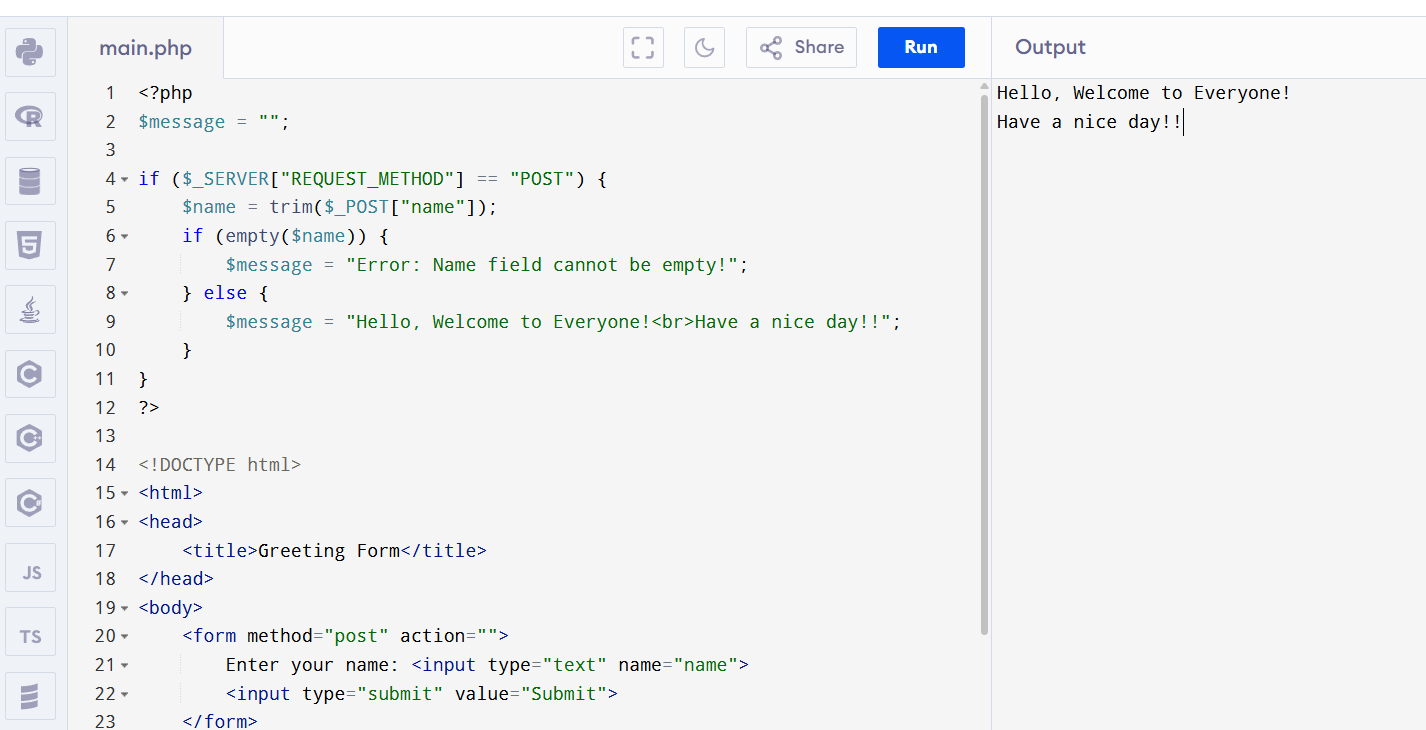 main.php
Share
Run
Output
1 <?php
2 $message = "";
3
4 if ($_SERVER["REQUEST_METHOD"] == "POST") {
5     $name = trim($_POST["name"]);
6     if (empty($name)) {
7         $message = "Error: Name field cannot be empty!";
8     } else {
9         $message = "Hello, Welcome to Everyone!<br>Have a nice day!!";
10     }
11 }
12 ?>
13
14 <!DOCTYPE html>
15 <html>
16 <head>
17     <title>Greeting Form</title>
18 </head>
19 <body>
20     <form method="post" action="">
21         Enter your name: <input type="text" name="name">
22         <input type="submit" value="Submit">
23     </form>
Hello, Welcome to Everyone!
Have a nice day!!
R
5
C
C++
C#
JS
TS